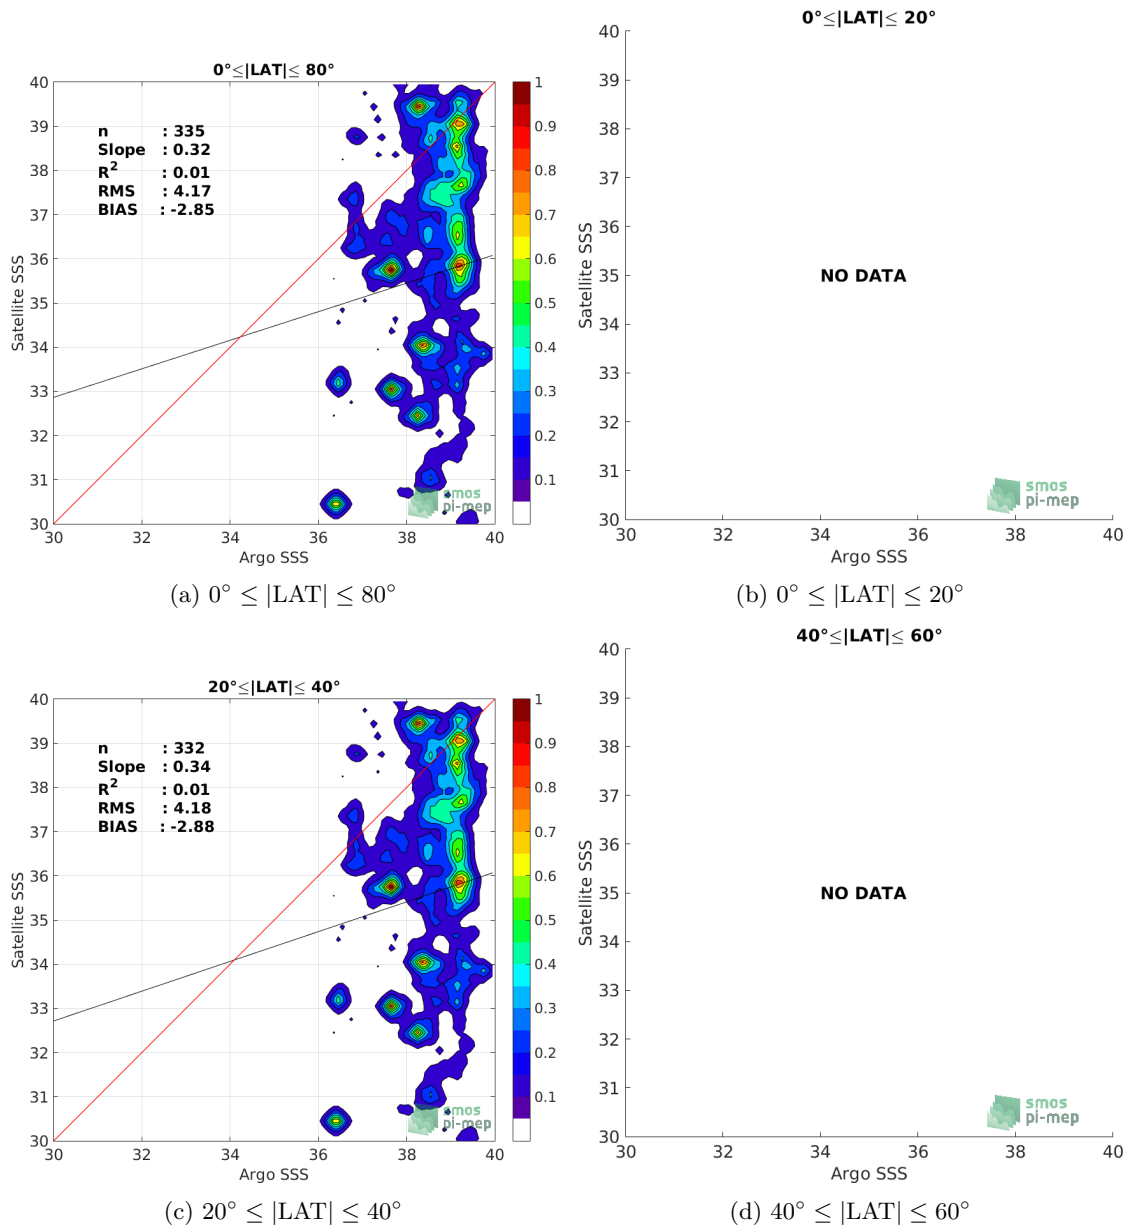 0°≤|LAT|≤ 80°
n : 335
Slope : 0.32
R2 : 0.01
RMS : 4.17
BIAS : -2.85
40
39
38
37
36
35
34
33
32
31
30
Satellite SSS
30 32 34 36 38 40
Argo SSS
1
0.9
0.8
0.7
0.6
0.5
0.4
0.3
0.2
0.1
smos
pi-mep
(a) 0° ≤ |LAT| ≤ 80°
0°≤|LAT|≤ 20°
40
39
38
37
36
35
34
33
32
31
30
Satellite SSS
NO DATA
smos
pi-mep
30 32 34 36 38 40
Argo SSS
(b) 0° ≤ |LAT| ≤ 20°
20°≤|LAT|≤ 40°
n : 332
Slope : 0.34
R2 : 0.01
RMS : 4.18
BIAS : -2.88
40
39
38
37
36
35
34
33
32
31
30
Satellite SSS
30 32 34 36 38 40
Argo SSS
1
0.9
0.8
0.7
0.6
0.5
0.4
0.3
0.2
0.1
smos
pi-mep
(c) 20° ≤ |LAT| ≤ 40°
40°≤|LAT|≤ 60°
40
39
38
37
36
35
34
33
32
31
30
Satellite SSS
NO DATA
smos
pi-mep
30 32 34 36 38 40
Argo SSS
(d) 40° ≤ |LAT| ≤ 60°